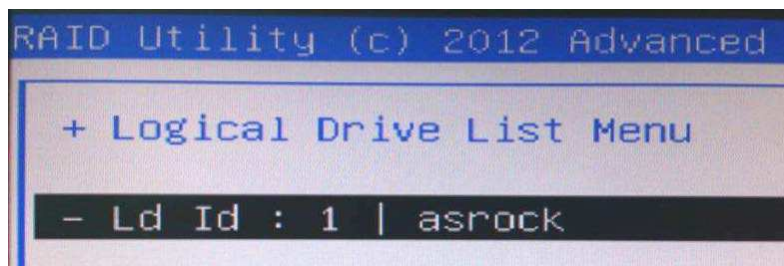 RAID Utility (c) 2012 Advanced
+ Logical Drive List Menu
- Ld Id : 1 | asrock